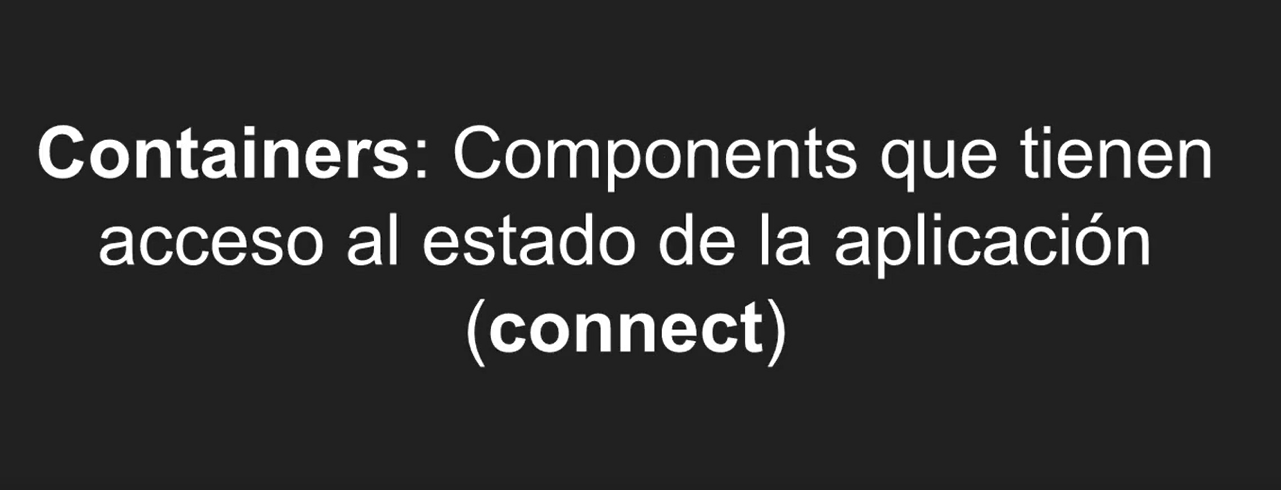 Containers: Components que tienen
acceso al estado de la aplicación
(connect)